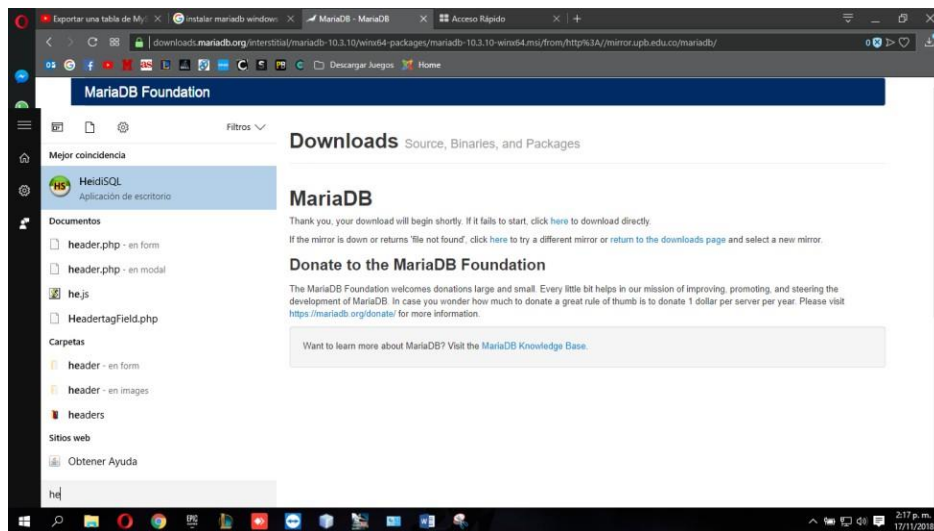 Exportar una tabla de My
instalar mariadb window
MariaDB - MariaDB
Acceso Rápido
downloads.mariadb.org/interstitial/mariadb-10.3.10/winx64-packages/mariadb-10.3.10-winx64.msi/from/http%3A//mirror.upb.edu.co/mariadb/
Descargar Juegos
Home
MariaDB Foundation
Filtros
Mejor coincidencia
HS
HeidiSQL
Aplicación de escritorio
Documentos
header.php - en form
header.php - en modal
he.js
HeadertagField.php
Carpetas
header - en form
header - en images
headers
Sitios web
Obtener Ayuda
he
Downloads Source, Binaries, and Packages
MariaDB
Thank you, your download will begin shortly. If it fails to start, click here to download directly.
If the mirror is down or returns 'file not found', click here to try a different mirror or return to the downloads page and select a new mirror.
Donate to the MariaDB Foundation
The MariaDB Foundation welcomes donations large and small. Every little bit helps in our mission of improving, promoting, and steering the
development of MariaDB. In case you wonder how much to donate a great rule of thumb is to donate 1 dollar per server per year. Please visit
https://mariadb.org/donate/ for more information.
Want to learn more about MariaDB? Visit the MariaDB Knowledge Base.
EPIC
2:17 p. m.
17/11/2018